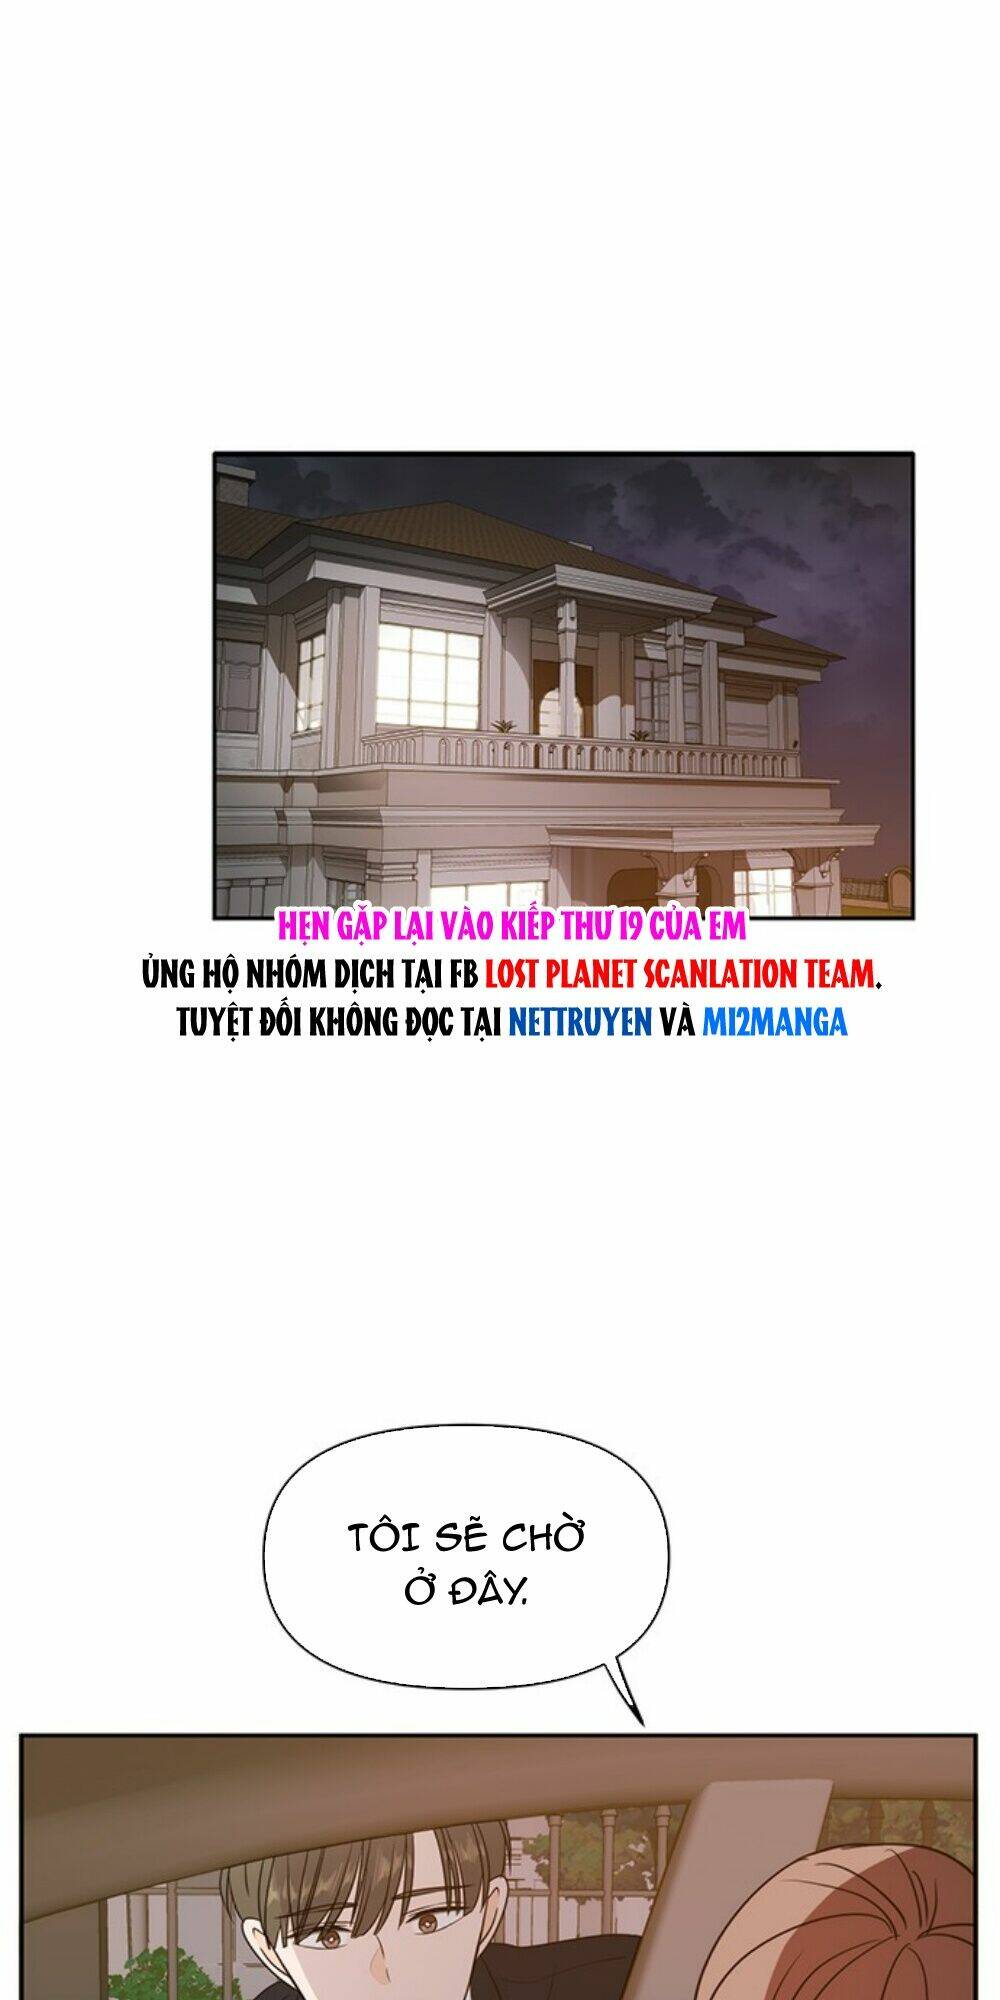 HẸN GẶP LẠI VÀO KIẾP THƯ 19 CỦA EM
ỦNG HỘ NHÓM DỊCH TẠI FB LOST PLANET SCANLATION TEAM.
TUYỆT ĐỐI KHÔNG ĐỌC TẠI NETTRUYEN VÀ MI2MANGA
TÔI SẼ CHỜ
Ở ĐÂY.